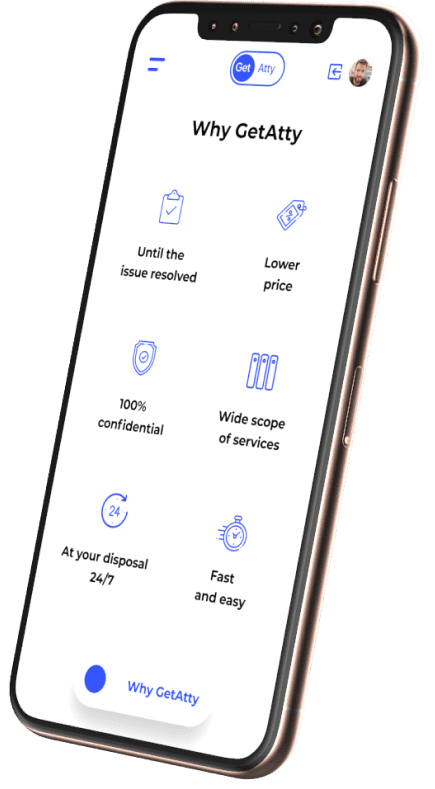 Get Atty
Why GetAtty
Until the
issue resolved
Lower
price
100%
confidential
Wide scope
of services
24
At your disposal
24/7
Fast
and easy
Why GetAtty